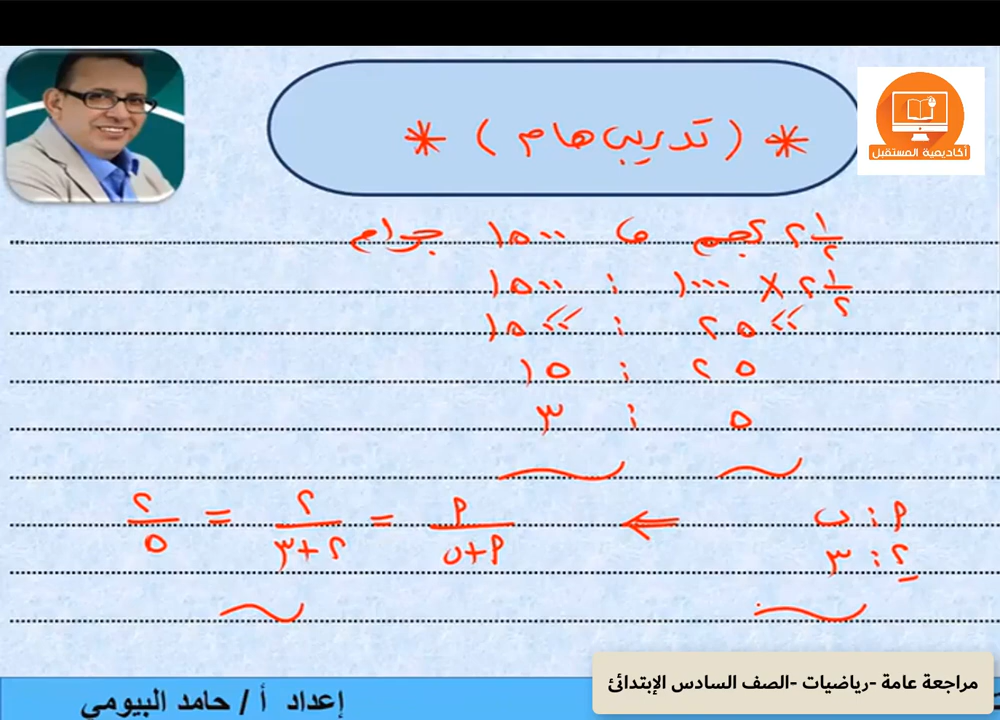 * ( تدريب هام ) *
أكاديمية المستقبل
٢ ١/٢ كجم ، ١٥٠٠ جرام
٢ ١/٢ × ١٠٠٠ : ١٥٠٠
٢٥٠٠ : ١٥٠٠
٢٥ : ١٥
٥ : ٣
م : ب ⇐ م/(م+ب) = ٢/(٢+٣) = ٢/٥
٢ : ٣
مراجعة عامة -رياضيات -الصف السادس الإبتدائئ
إعداد أ / حامد البيومي